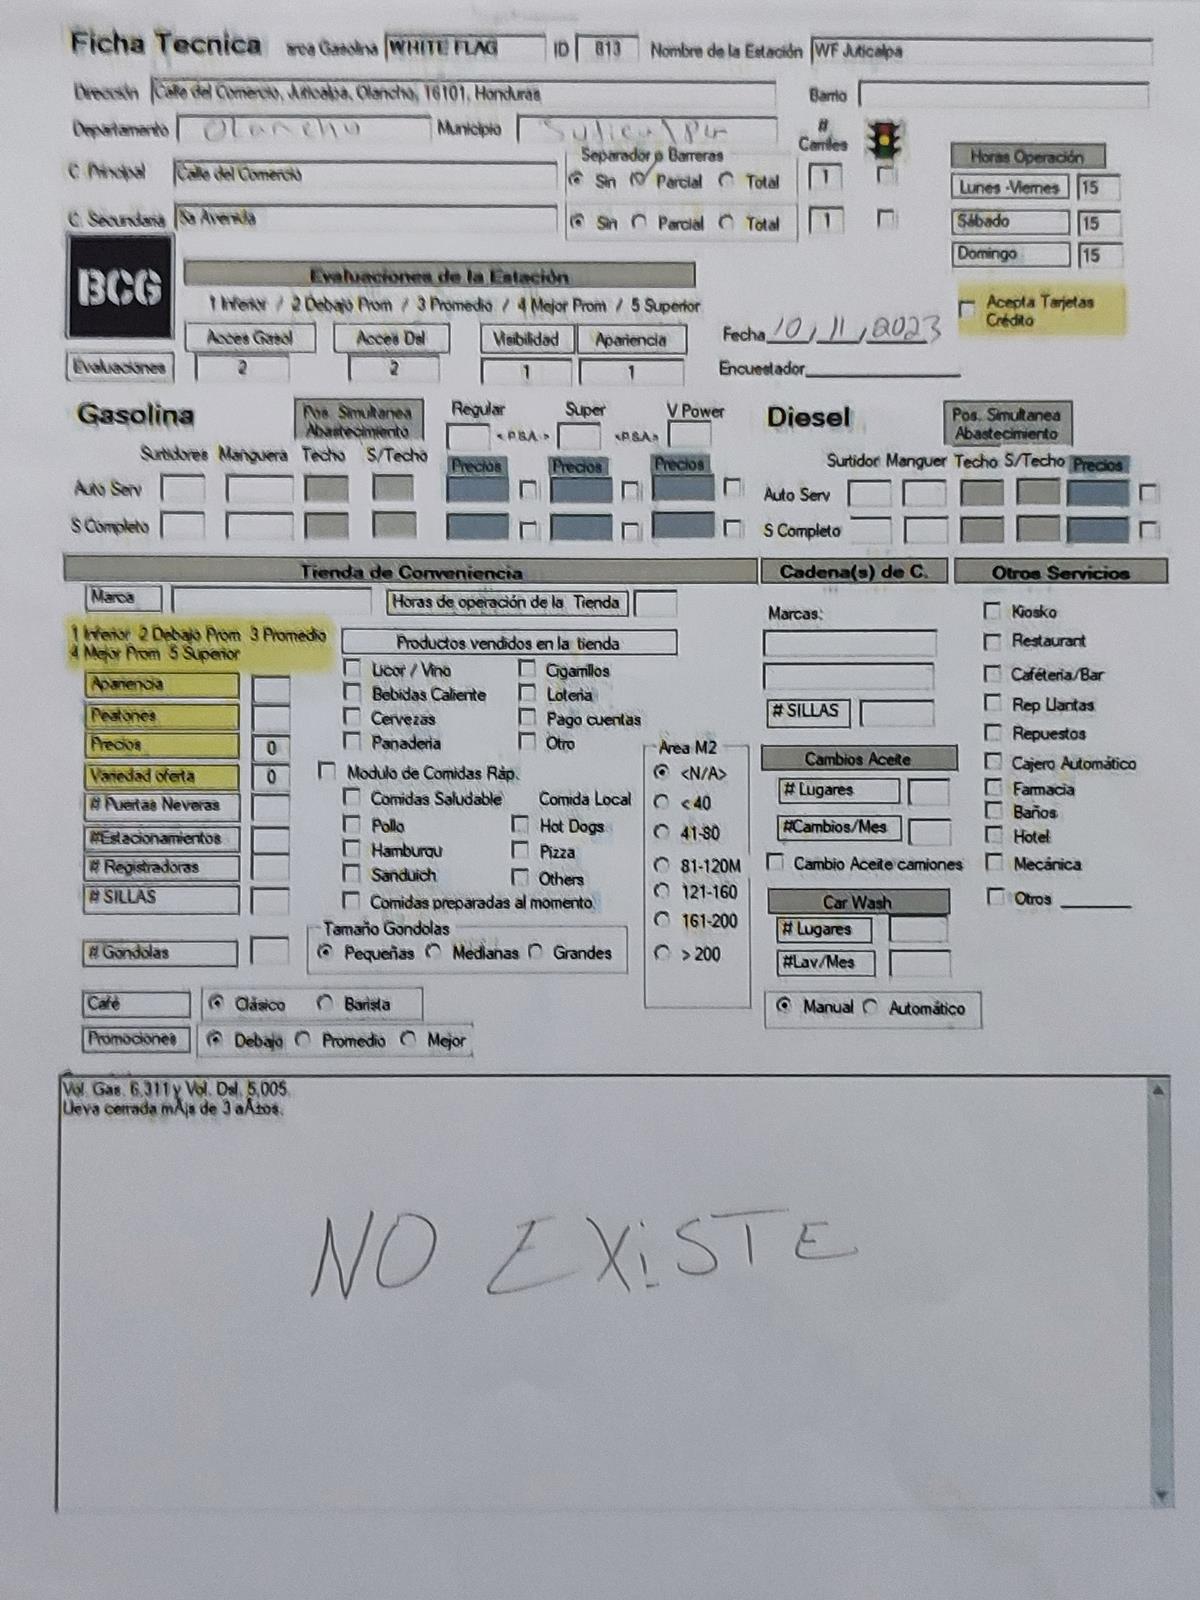 Ficha Tecnica arca Gasolina WHITE FLAG ID 813 Nombre de la Estación WF Juticalpa
Dirección Calle del Comercio, Juticalpa, Olancho, 16101, Honduras Barrio
Departamento Olancho Municipio Juticalpa # Carriles
C Principal Calle del Comercio Separador o Barreras Sin Parcial Total 1
C. Secundaria 8a Avenida Sin Parcial Total 1
Horas Operación
Lunes -Viernes 15
Sábado 15
Domingo 15
BCG
Evaluaciones de la Estación
1 Inferior / 2 Debajo Prom / 3 Promedio / 4 Mejor Prom / 5 Superior
Acces Gasol Acces Dsl Visibilidad Apariencia
Evaluaciones 2 2 1 1
Acepta Tarjetas
Crédito
Fecha 10/11/2023
Encuestador
Gasolina
Pos. Simultanea
Abastecimiento
Regular Super V Power
< P.S.A. > <P.S.A.>
Surtidores Manguera Techo S/Techo Precios Precios Precios
Auto Serv
S Completo
Diesel
Pos. Simultanea
Abastecimiento
Surtidor Manguer Techo S/Techo Precios
Auto Serv
S Completo
Tienda de Conveniencia
Marca Horas de operación de la Tienda
1 Inferior 2 Debajo Prom 3 Promedio
4 Mejor Prom 5 Superior
Apariencia
Peatones
Precios 0
Variedad oferta 0
# Puertas Neveras
#Estacionamientos
# Registradoras
# SILLAS
# Gondolas
Productos vendidos en la tienda
Licor / Vino Cigarrillos
Bebidas Caliente Loteria
Cervezas Pago cuentas
Panaderia Otro
Modulo de Comidas Ráp.
Comidas Saludable Comida Local
Pollo Hot Dogs
Hamburgu Pizza
Sanduich Others
Comidas preparadas al momento
Tamaño Gondolas
Pequeñas Medianas Grandes
Área M2
<N/A>
< 40
41-80
81-120M
121-160
161-200
> 200
Café Clásico Barista
Promociones Debajo Promedio Mejor
Cadena(s) de C.
Marcas:
# SILLAS
Cambios Aceite
# Lugares
#Cambios/Mes
Cambio Aceite camiones
Car Wash
# Lugares
#Lav/Mes
Manual Automático
Otros Servicios
Kiosko
Restaurant
Caféteria/Bar
Rep Llantas
Repuestos
Cajero Automático
Farmacia
Baños
Hotel
Mecánica
Otros
Vol. Gas. 6,311 y Vol. Dsl. 5,005.
Lleva cerrada mÃ¡s de 3 aÃ±os.
NO EXISTE